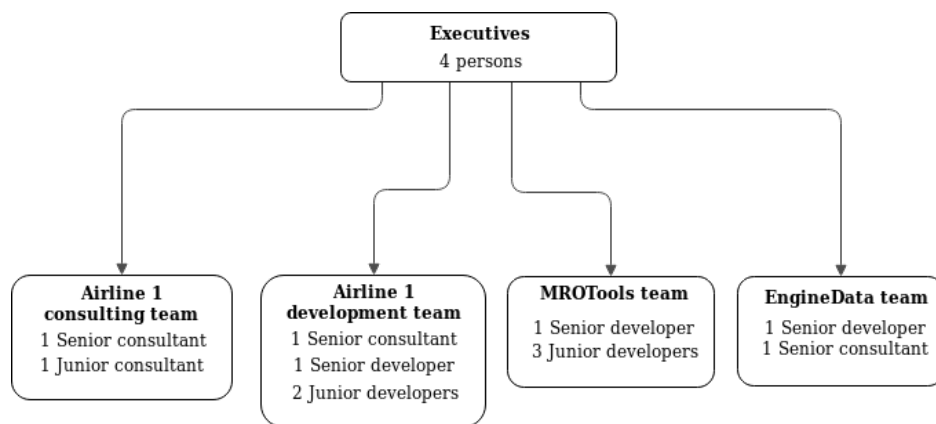 Executives
4 persons
Airline 1
consulting team
1 Senior consultant
1 Junior consultant
Airline 1
development team
1 Senior consultant
1 Senior developer
2 Junior developers
MROTools team
1 Senior developer
3 Junior developers
EngineData team
1 Senior developer
1 Senior consultant